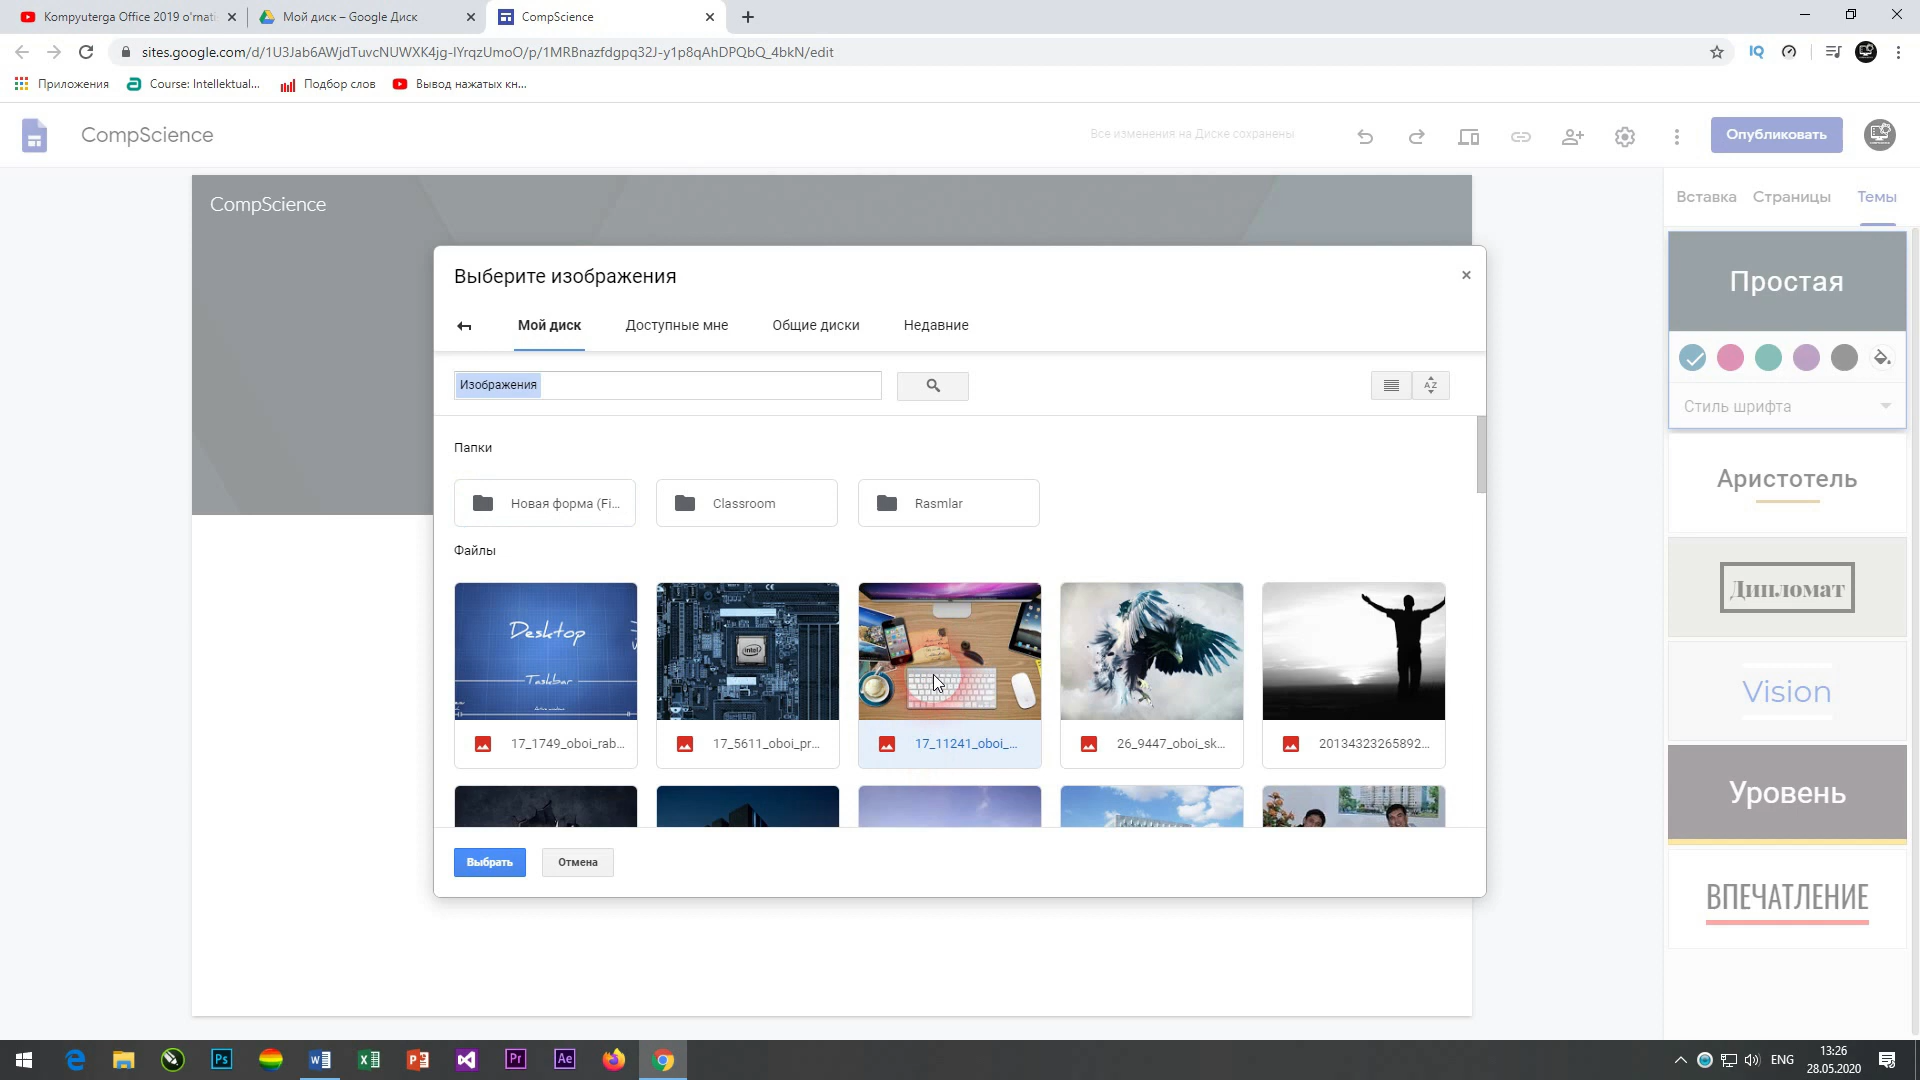 Kompyuterga Office 2019 o'rnati
Мой диск – Google Диск
CompScience
sites.google.com/d/1U3Jab6AWjdTuvcNUWXK4jg-IYrqzUmoO/p/1MRBnazfdgpq32J-y1p8qAhDPQbQ_4bkN/edit
IQ
Приложения
Course: Intellektual...
Подбор слов
Вывод нажатых кн...
CompScience
Все изменения на Диске сохранены
Опубликовать
CompScience
Вставка
Страницы
Темы
Выберите изображения
Мой диск
Доступные мне
Общие диски
Недавние
Изображения
Папки
Новая форма (Fi...
Classroom
Rasmlar
Файлы
Desktop
Taskbar
intel
17_1749_oboi_rab...
17_5611_oboi_pr...
17_11241_oboi_...
26_9447_oboi_sk...
20134323265892...
Выбрать
Отмена
Простая
Стиль шрифта
Аристотель
Дипломат
Vision
Уровень
ВПЕЧАТЛЕНИЕ
ENG
13:26
28.05.2020